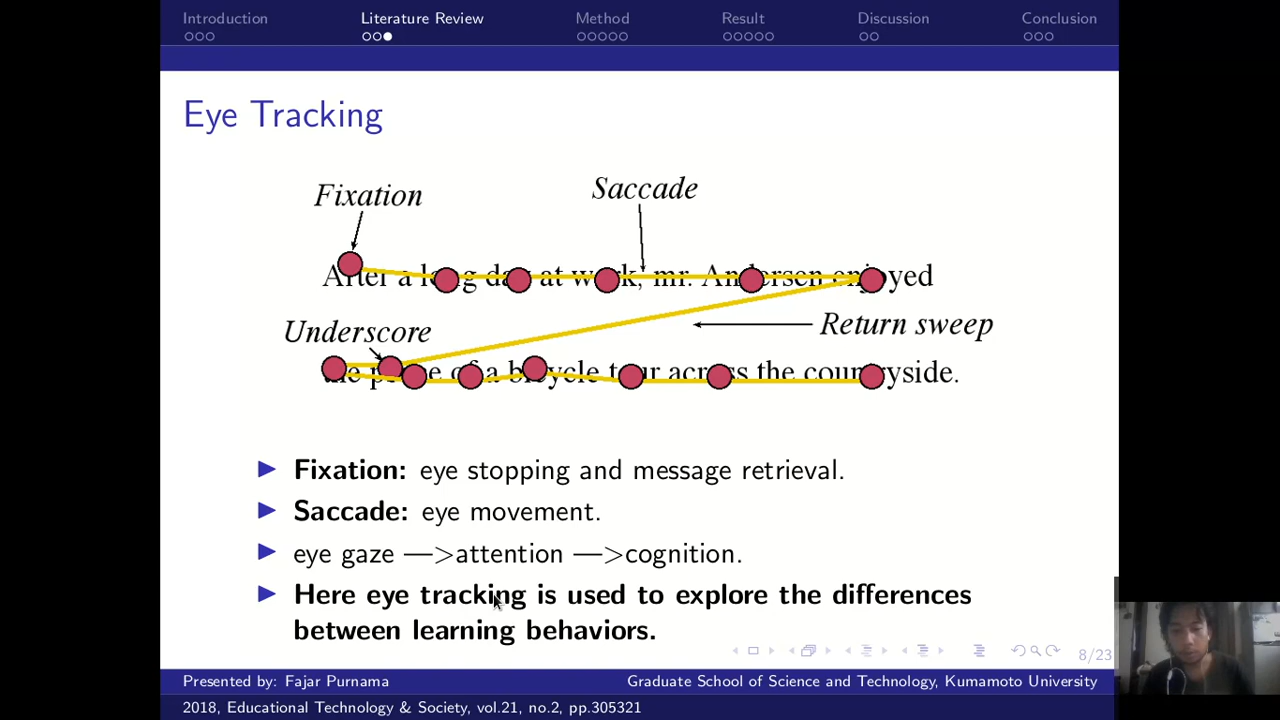 Introduction Literature Review Method Result Discussion Conclusion
Eye Tracking
Fixation Saccade
After a long day at work, mr. Andersen enjoyed
Underscore Return sweep
the prize of a bicycle tour across the countryside.
Fixation: eye stopping and message retrieval.
Saccade: eye movement.
eye gaze —>attention —>cognition.
Here eye tracking is used to explore the differences
between learning behaviors.
8/23
Presented by: Fajar Purnama Graduate School of Science and Technology, Kumamoto University
2018, Educational Technology & Society, vol.21, no.2, pp.305321